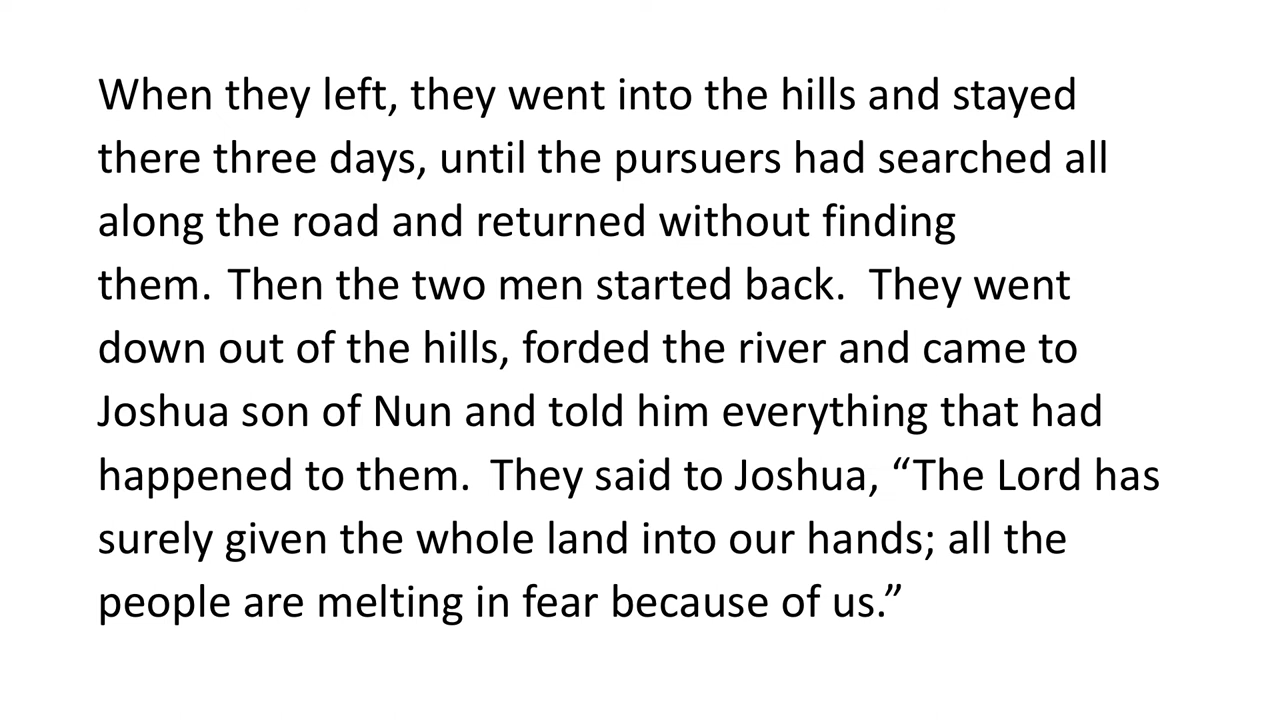 When they left, they went into the hills and stayed
there three days, until the pursuers had searched all
along the road and returned without finding
them. Then the two men started back.  They went
down out of the hills, forded the river and came to
Joshua son of Nun and told him everything that had
happened to them.  They said to Joshua, “The Lord has
surely given the whole land into our hands; all the
people are melting in fear because of us.”